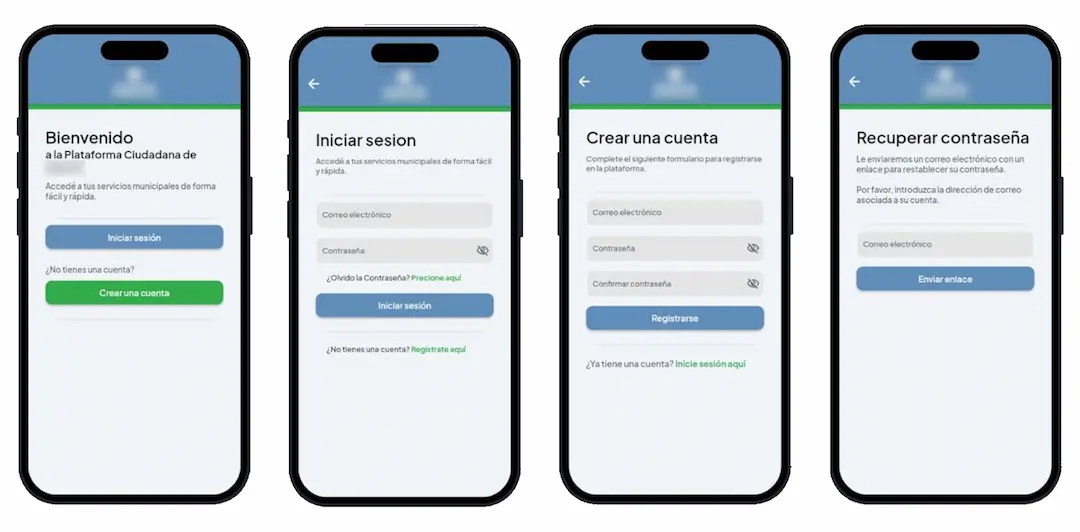 Bienvenido
a la Plataforma Ciudadana de
Accedé a tus servicios municipales de forma
fácil y rápida.
Iniciar sesión
¿No tienes una cuenta?
Crear una cuenta
Iniciar sesion
Accedé a tus servicios municipales de forma fácil
y rápida.
Correo electrónico
Contraseña
¿Olvido la Contraseña? Precione aquí
Iniciar sesión
¿No tienes una cuenta? Regístrate aquí
Crear una cuenta
Complete el siguiente formulario para registrarse
en la plataforma.
Correo electrónico
Contraseña
Confirmar contraseña
Registrarse
¿Ya tiene una cuenta? Inicie sesión aquí
Recuperar contraseña
Le enviaremos un correo electrónico con un
enlace para restablecer su contraseña.
Por favor, introduzca la dirección de correo
asociada a su cuenta.
Correo electrónico
Enviar enlace